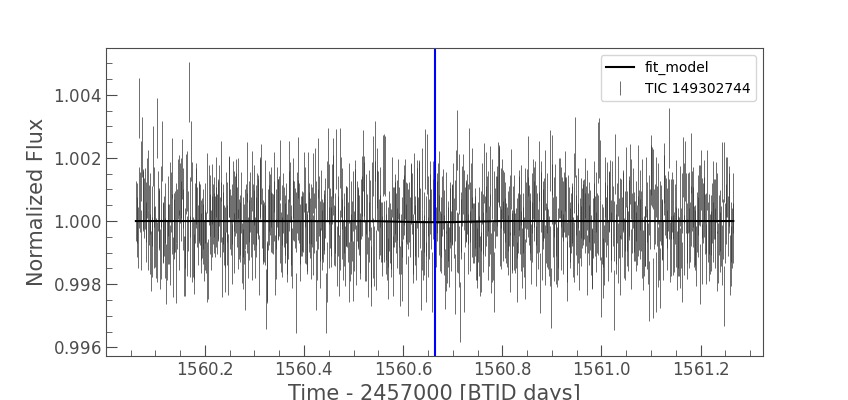 fit_model
TIC 149302744
1.004
1.002
1.000
0.998
0.996
Normalized Flux
1560.2 1560.4 1560.6 1560.8 1561.0 1561.2
Time - 2457000 [BTJD days]